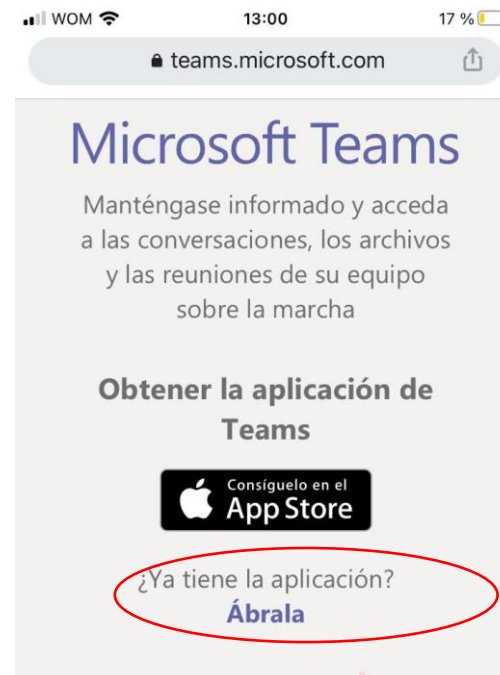 WOM 13:00 17 %
teams.microsoft.com
Microsoft Teams
Manténgase informado y acceda
a las conversaciones, los archivos
y las reuniones de su equipo
sobre la marcha
Obtener la aplicación de
Teams
Consíguelo en el
App Store
¿Ya tiene la aplicación?
Ábrala